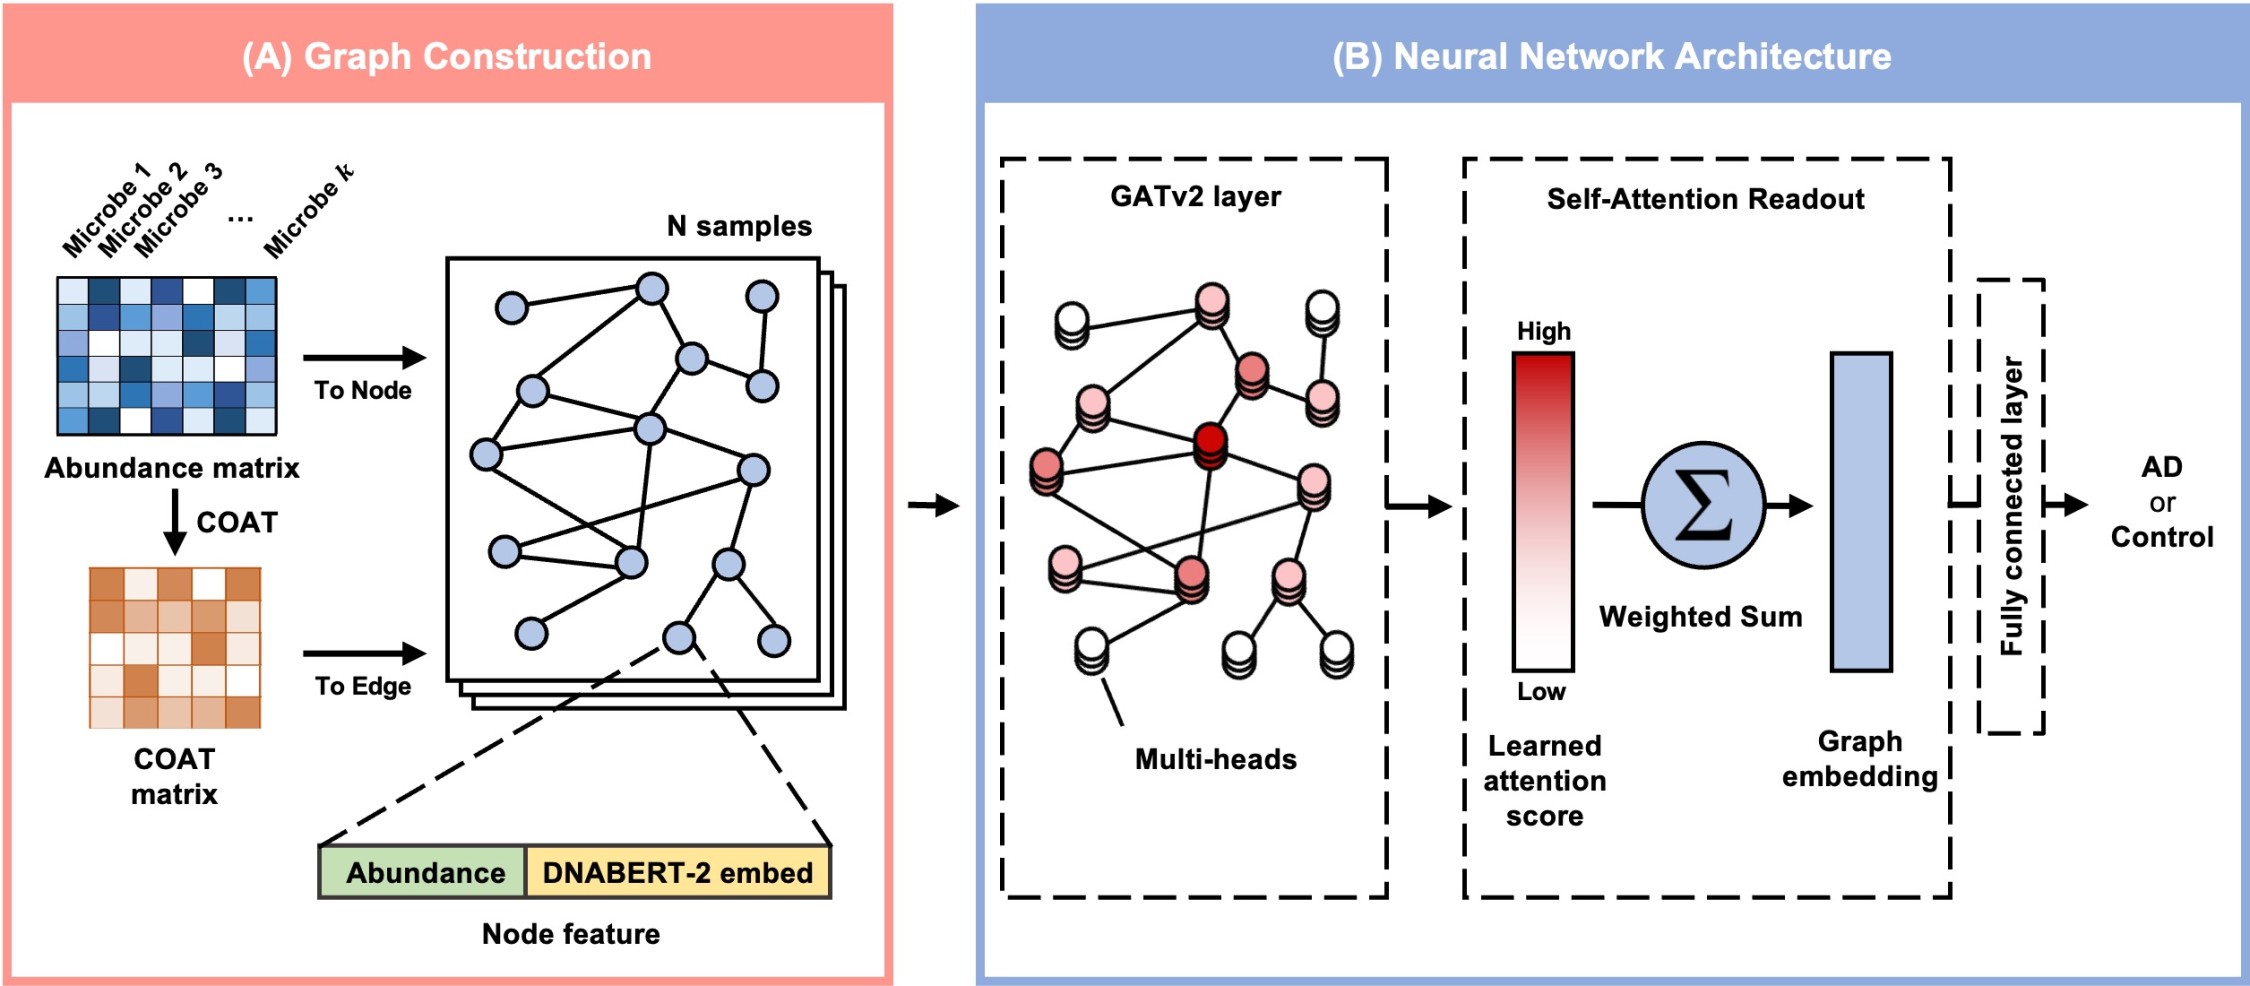 (A) Graph Construction
Microbe 1
Microbe 2
Microbe 3
...
Microbe k
Abundance matrix
COAT
COAT
matrix
To Node
To Edge
N samples
Abundance
DNABERT-2 embed
Node feature
(B) Neural Network Architecture
GATv2 layer
Multi-heads
Self-Attention Readout
High
Low
Learned
attention
score
Σ
Weighted Sum
Graph
embedding
Fully connected layer
AD
or
Control